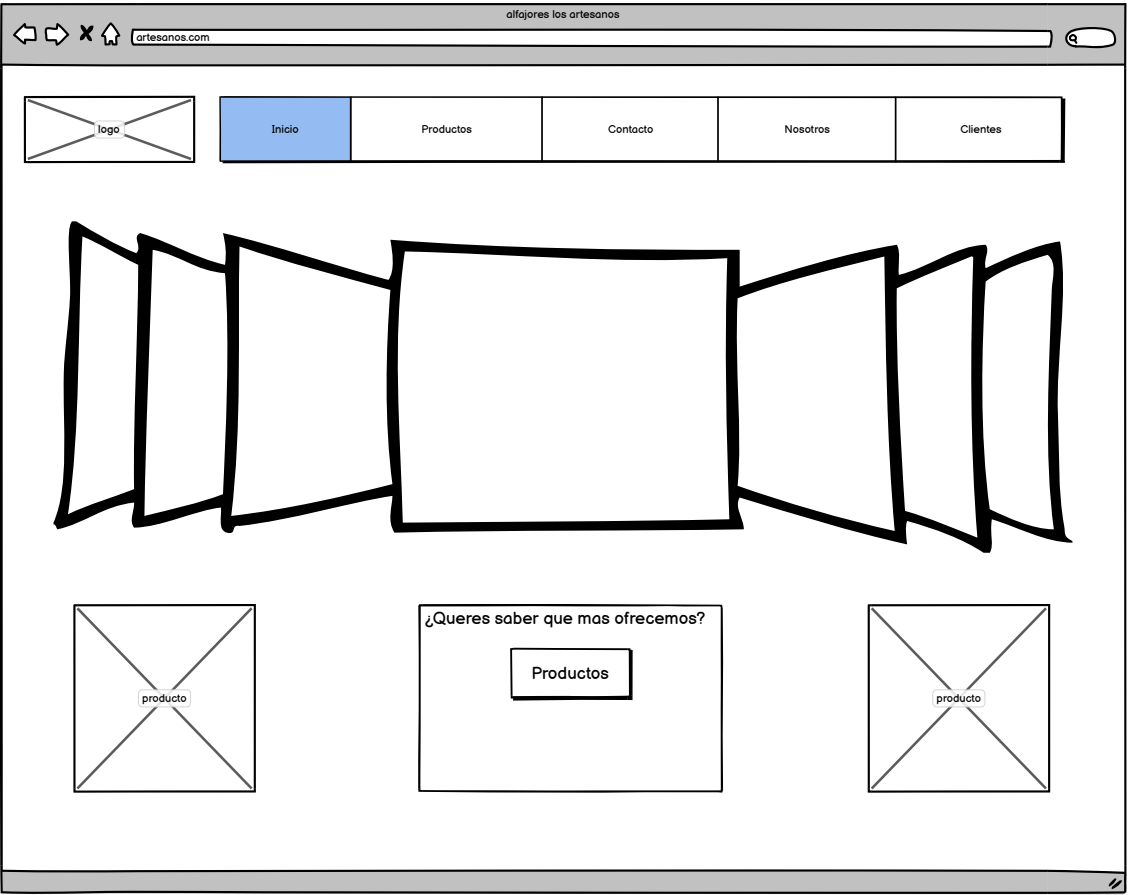 alfajores los artesanos
artesanos.com
logo
Inicio
Productos
Contacto
Nosotros
Clientes
¿Queres saber que mas ofrecemos?
Productos
producto
producto